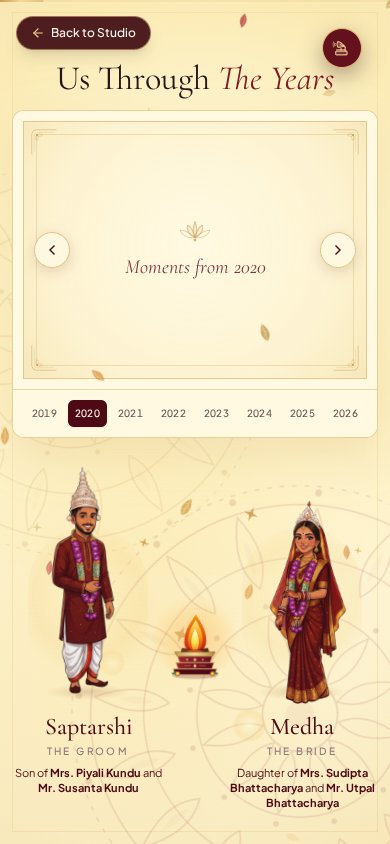 Back to Studio
Us Through The Years
Moments from 2020
2019 2020 2021 2022 2023 2024 2025 2026
Saptarshi
THE GROOM
Son of Mrs. Piyali Kundu and
Mr. Susanta Kundu
Medha
THE BRIDE
Daughter of Mrs. Sudipta
Bhattacharya and Mr. Utpal
Bhattacharya